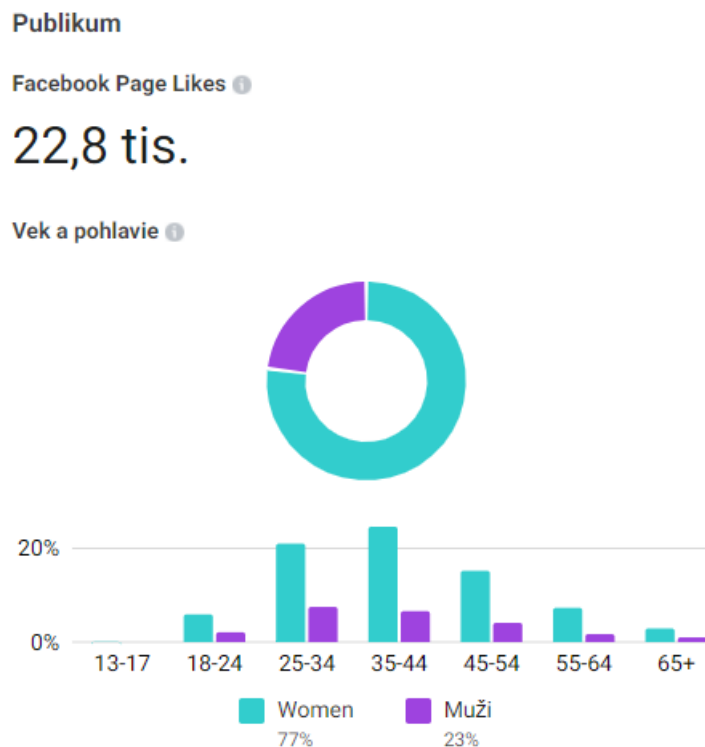 Publikum
Facebook Page Likes
22,8 tis.
Vek a pohlavie
20%
0%
13-17 18-24 25-34 35-44 45-54 55-64 65+
Women Muži
77% 23%